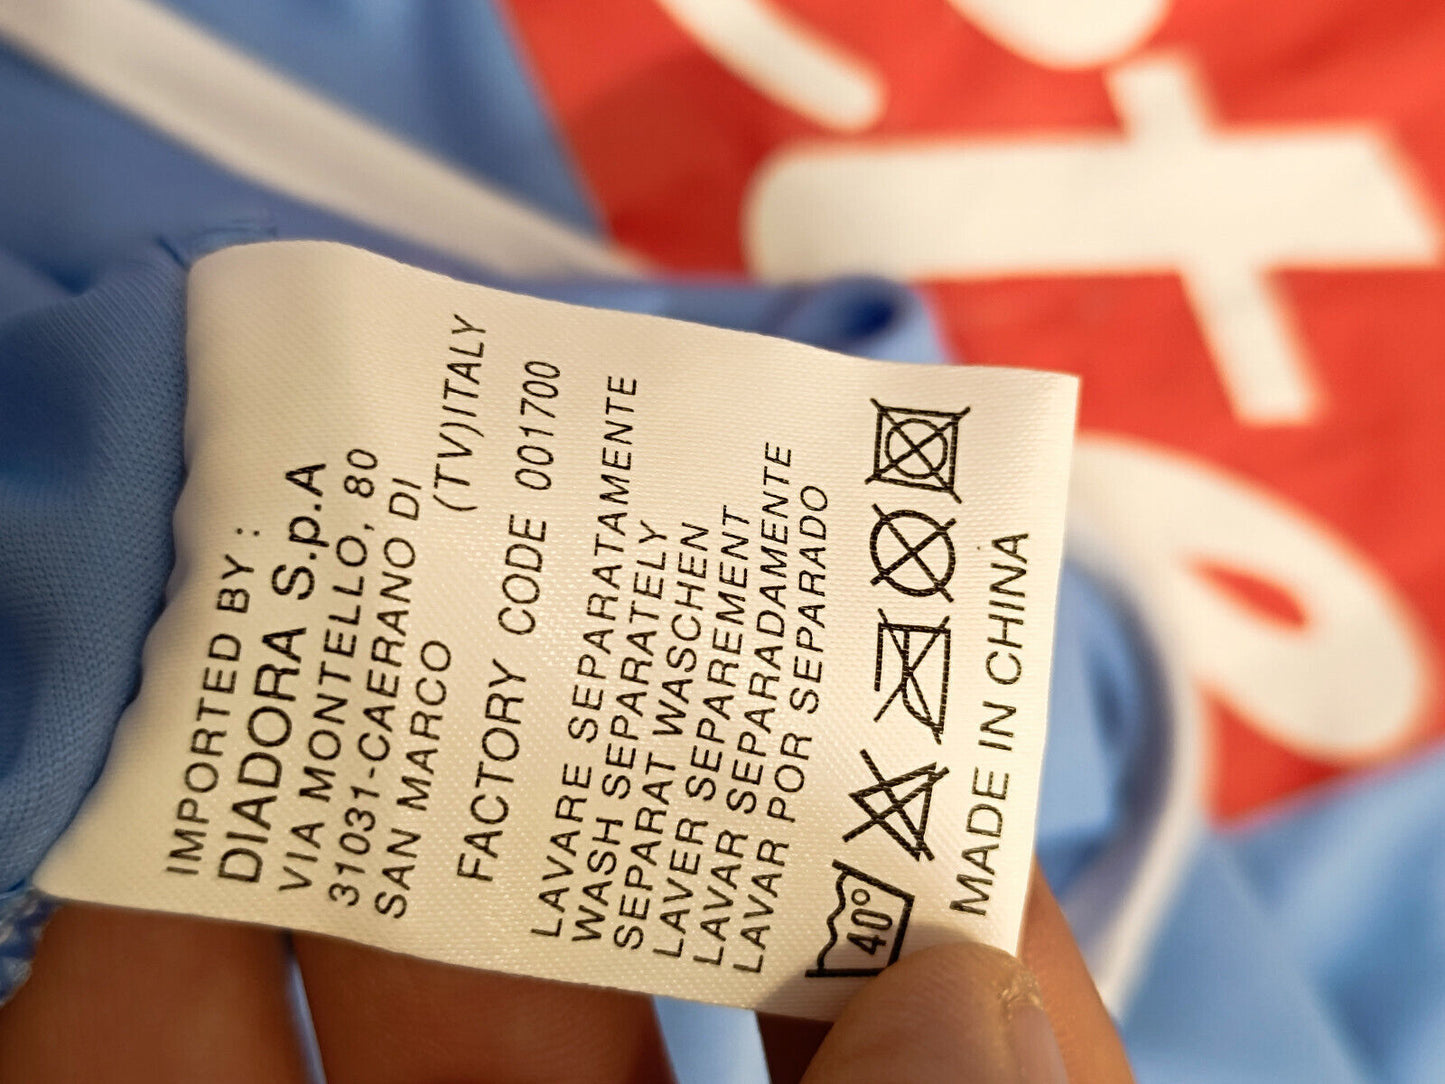 IMPORTED BY :
DIADORA S.p.A
VIA MONTELLO, 80
31031-CAERANO DI
SAN MARCO (TV)ITALY
FACTORY CODE 001700
LAVARE SEPARATAMENTE
WASH SEPARATELY
SEPARAT WASCHEN
LAVER SEPAREMENT
LAVAR SEPARADAMENTE
LAVAR POR SEPARADO
40°
MADE IN CHINA